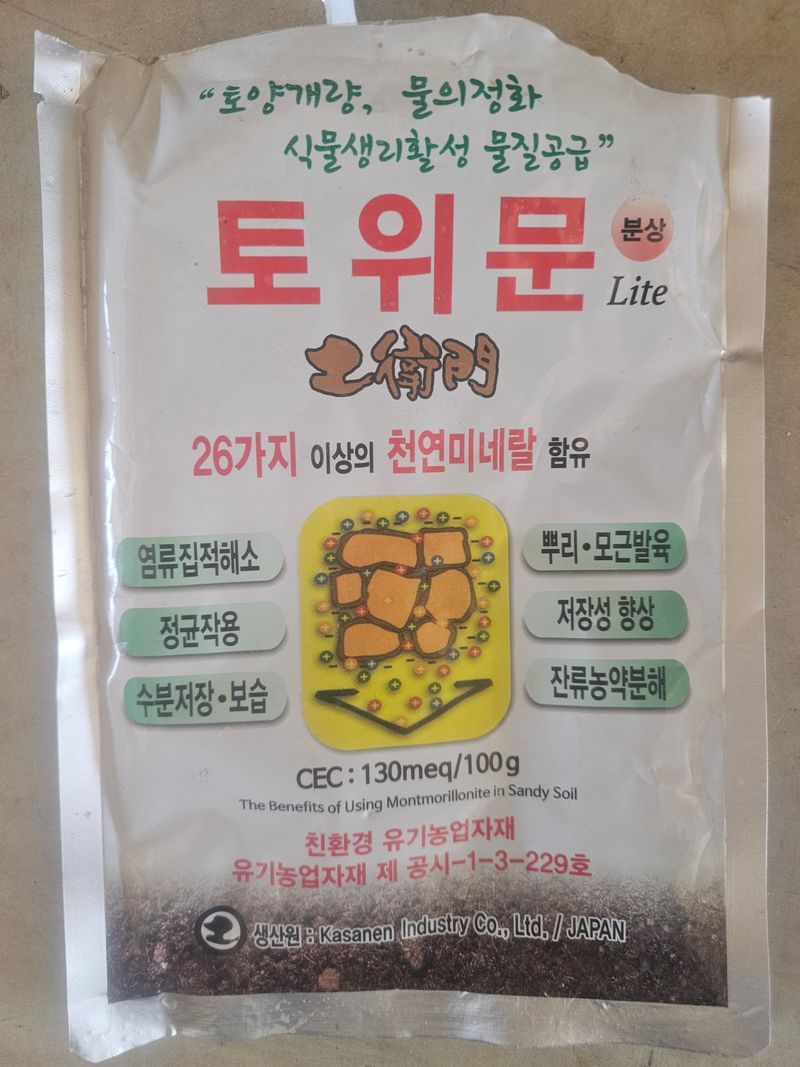 “토양개량, 물의정화
식물생리활성 물질공급”
토위문 분상
Lite
土衛門
26가지 이상의 천연미네랄 함유
염류집적해소
정균작용
수분저장•보습
뿌리•모근발육
저장성 향상
잔류농약분해
CEC : 130meq/100g
The Benefits of Using Montmorillonite in Sandy Soil
친환경 유기농업자재
유기농업자재 제 공시-1-3-229호
생산원 : Kasanen Industry Co., Ltd. / JAPAN